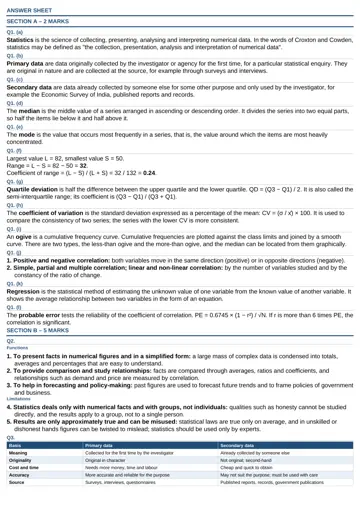 ANSWER SHEET
SECTION A – 2 MARKS
Q1. (a)
Statistics is the science of collecting, presenting, analysing and interpreting numerical data. In the words of Croxton and Cowden,
statistics may be defined as "the collection, presentation, analysis and interpretation of numerical data".
Q1. (b)
Primary data are data originally collected by the investigator or agency for the first time, for a particular statistical enquiry. They
are original in nature and are collected at the source, for example through surveys and interviews.
Q1. (c)
Secondary data are data already collected by someone else for some other purpose and only used by the investigator, for
example the Economic Survey of India, published reports and records.
Q1. (d)
The median is the middle value of a series arranged in ascending or descending order. It divides the series into two equal parts,
so half the items lie below it and half above it.
Q1. (e)
The mode is the value that occurs most frequently in a series, that is, the value around which the items are most heavily
concentrated.
Q1. (f)
Largest value L = 82, smallest value S = 50.
Range = L − S = 82 − 50 = 32.
Coefficient of range = (L − S) / (L + S) = 32 / 132 = 0.24.
Q1. (g)
Quartile deviation is half the difference between the upper quartile and the lower quartile. QD = (Q3 − Q1) / 2. It is also called the
semi-interquartile range; its coefficient is (Q3 − Q1) / (Q3 + Q1).
Q1. (h)
The coefficient of variation is the standard deviation expressed as a percentage of the mean: CV = (σ / x̄) × 100. It is used to
compare the consistency of two series; the series with the lower CV is more consistent.
Q1. (i)
An ogive is a cumulative frequency curve. Cumulative frequencies are plotted against the class limits and joined by a smooth
curve. There are two types, the less-than ogive and the more-than ogive, and the median can be located from them graphically.
Q1. (j)
1. Positive and negative correlation: both variables move in the same direction (positive) or in opposite directions (negative).
2. Simple, partial and multiple correlation; linear and non-linear correlation: by the number of variables studied and by the
constancy of the ratio of change.
Q1. (k)
Regression is the statistical method of estimating the unknown value of one variable from the known value of another variable. It
shows the average relationship between two variables in the form of an equation.
Q1. (l)
The probable error tests the reliability of the coefficient of correlation. PE = 0.6745 × (1 − r²) / √N. If r is more than 6 times PE, the
correlation is significant.
SECTION B – 5 MARKS
Q2.
Functions
1. To present facts in numerical figures and in a simplified form: a large mass of complex data is condensed into totals,
averages and percentages that are easy to understand.
2. To provide comparison and study relationships: facts are compared through averages, ratios and coefficients, and
relationships such as demand and price are measured by correlation.
3. To help in forecasting and policy-making: past figures are used to forecast future trends and to frame policies of government
and business.
Limitations
4. Statistics deals only with numerical facts and with groups, not individuals: qualities such as honesty cannot be studied
directly, and the results apply to a group, not to a single person.
5. Results are only approximately true and can be misused: statistical laws are true only on average, and in unskilled or
dishonest hands figures can be twisted to mislead; statistics should be used only by experts.
Q3.
Basis Primary data Secondary data
Meaning Collected for the first time by the investigator Already collected by someone else
Originality Original in character Not original; second-hand
Cost and time Needs more money, time and labour Cheap and quick to obtain
Accuracy More accurate and reliable for the purpose May not suit the purpose; must be used with care
Source Surveys, interviews, questionnaires Published reports, records, government publications